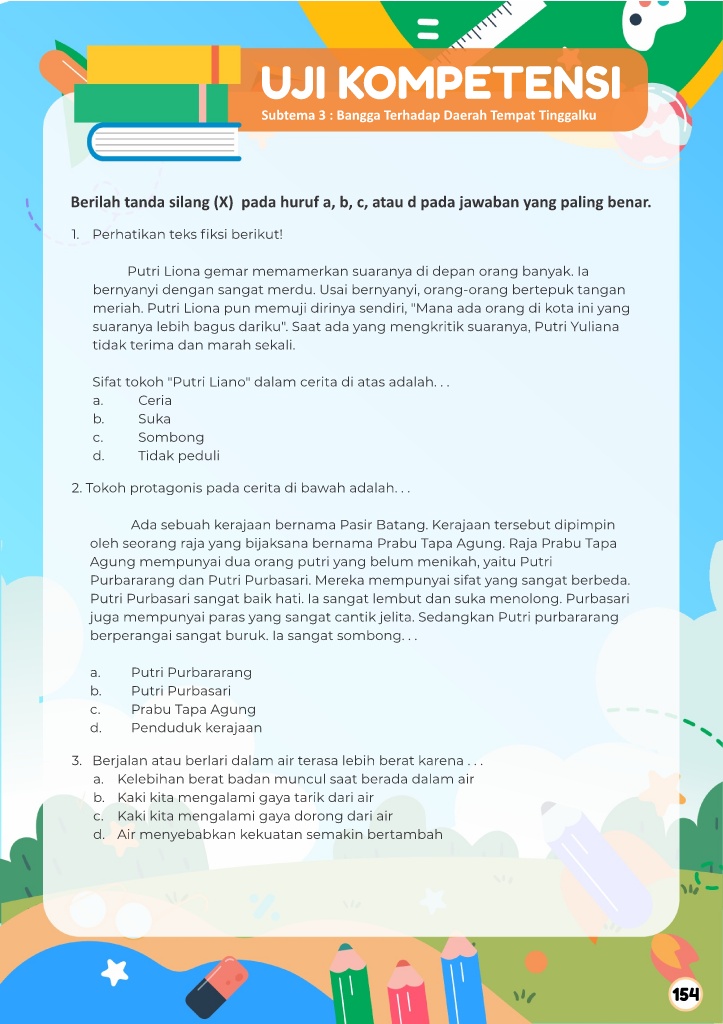 UJI KOMPETENSI
Subtema 3 : Bangga Terhadap Daerah Tempat Tinggalku
Berilah tanda silang (X) pada huruf a, b, c, atau d pada jawaban yang paling benar.
1. Perhatikan teks fiksi berikut!
Putri Liona gemar memamerkan suaranya di depan orang banyak. Ia
bernyanyi dengan sangat merdu. Usai bernyanyi, orang-orang bertepuk tangan
meriah. Putri Liona pun memuji dirinya sendiri, "Mana ada orang di kota ini yang
suaranya lebih bagus dariku". Saat ada yang mengkritik suaranya, Putri Yuliana
tidak terima dan marah sekali.
Sifat tokoh "Putri Liano" dalam cerita di atas adalah. . .
a. Ceria
b. Suka
c. Sombong
d. Tidak peduli
2. Tokoh protagonis pada cerita di bawah adalah. . .
Ada sebuah kerajaan bernama Pasir Batang. Kerajaan tersebut dipimpin
oleh seorang raja yang bijaksana bernama Prabu Tapa Agung. Raja Prabu Tapa
Agung mempunyai dua orang putri yang belum menikah, yaitu Putri
Purbararang dan Putri Purbasari. Mereka mempunyai sifat yang sangat berbeda.
Putri Purbasari sangat baik hati. Ia sangat lembut dan suka menolong. Purbasari
juga mempunyai paras yang sangat cantik jelita. Sedangkan Putri purbararang
berperangai sangat buruk. Ia sangat sombong. . .
a. Putri Purbararang
b. Putri Purbasari
c. Prabu Tapa Agung
d. Penduduk kerajaan
3. Berjalan atau berlari dalam air terasa lebih berat karena . . .
a. Kelebihan berat badan muncul saat berada dalam air
b. Kaki kita mengalami gaya tarik dari air
c. Kaki kita mengalami gaya dorong dari air
d. Air menyebabkan kekuatan semakin bertambah
154